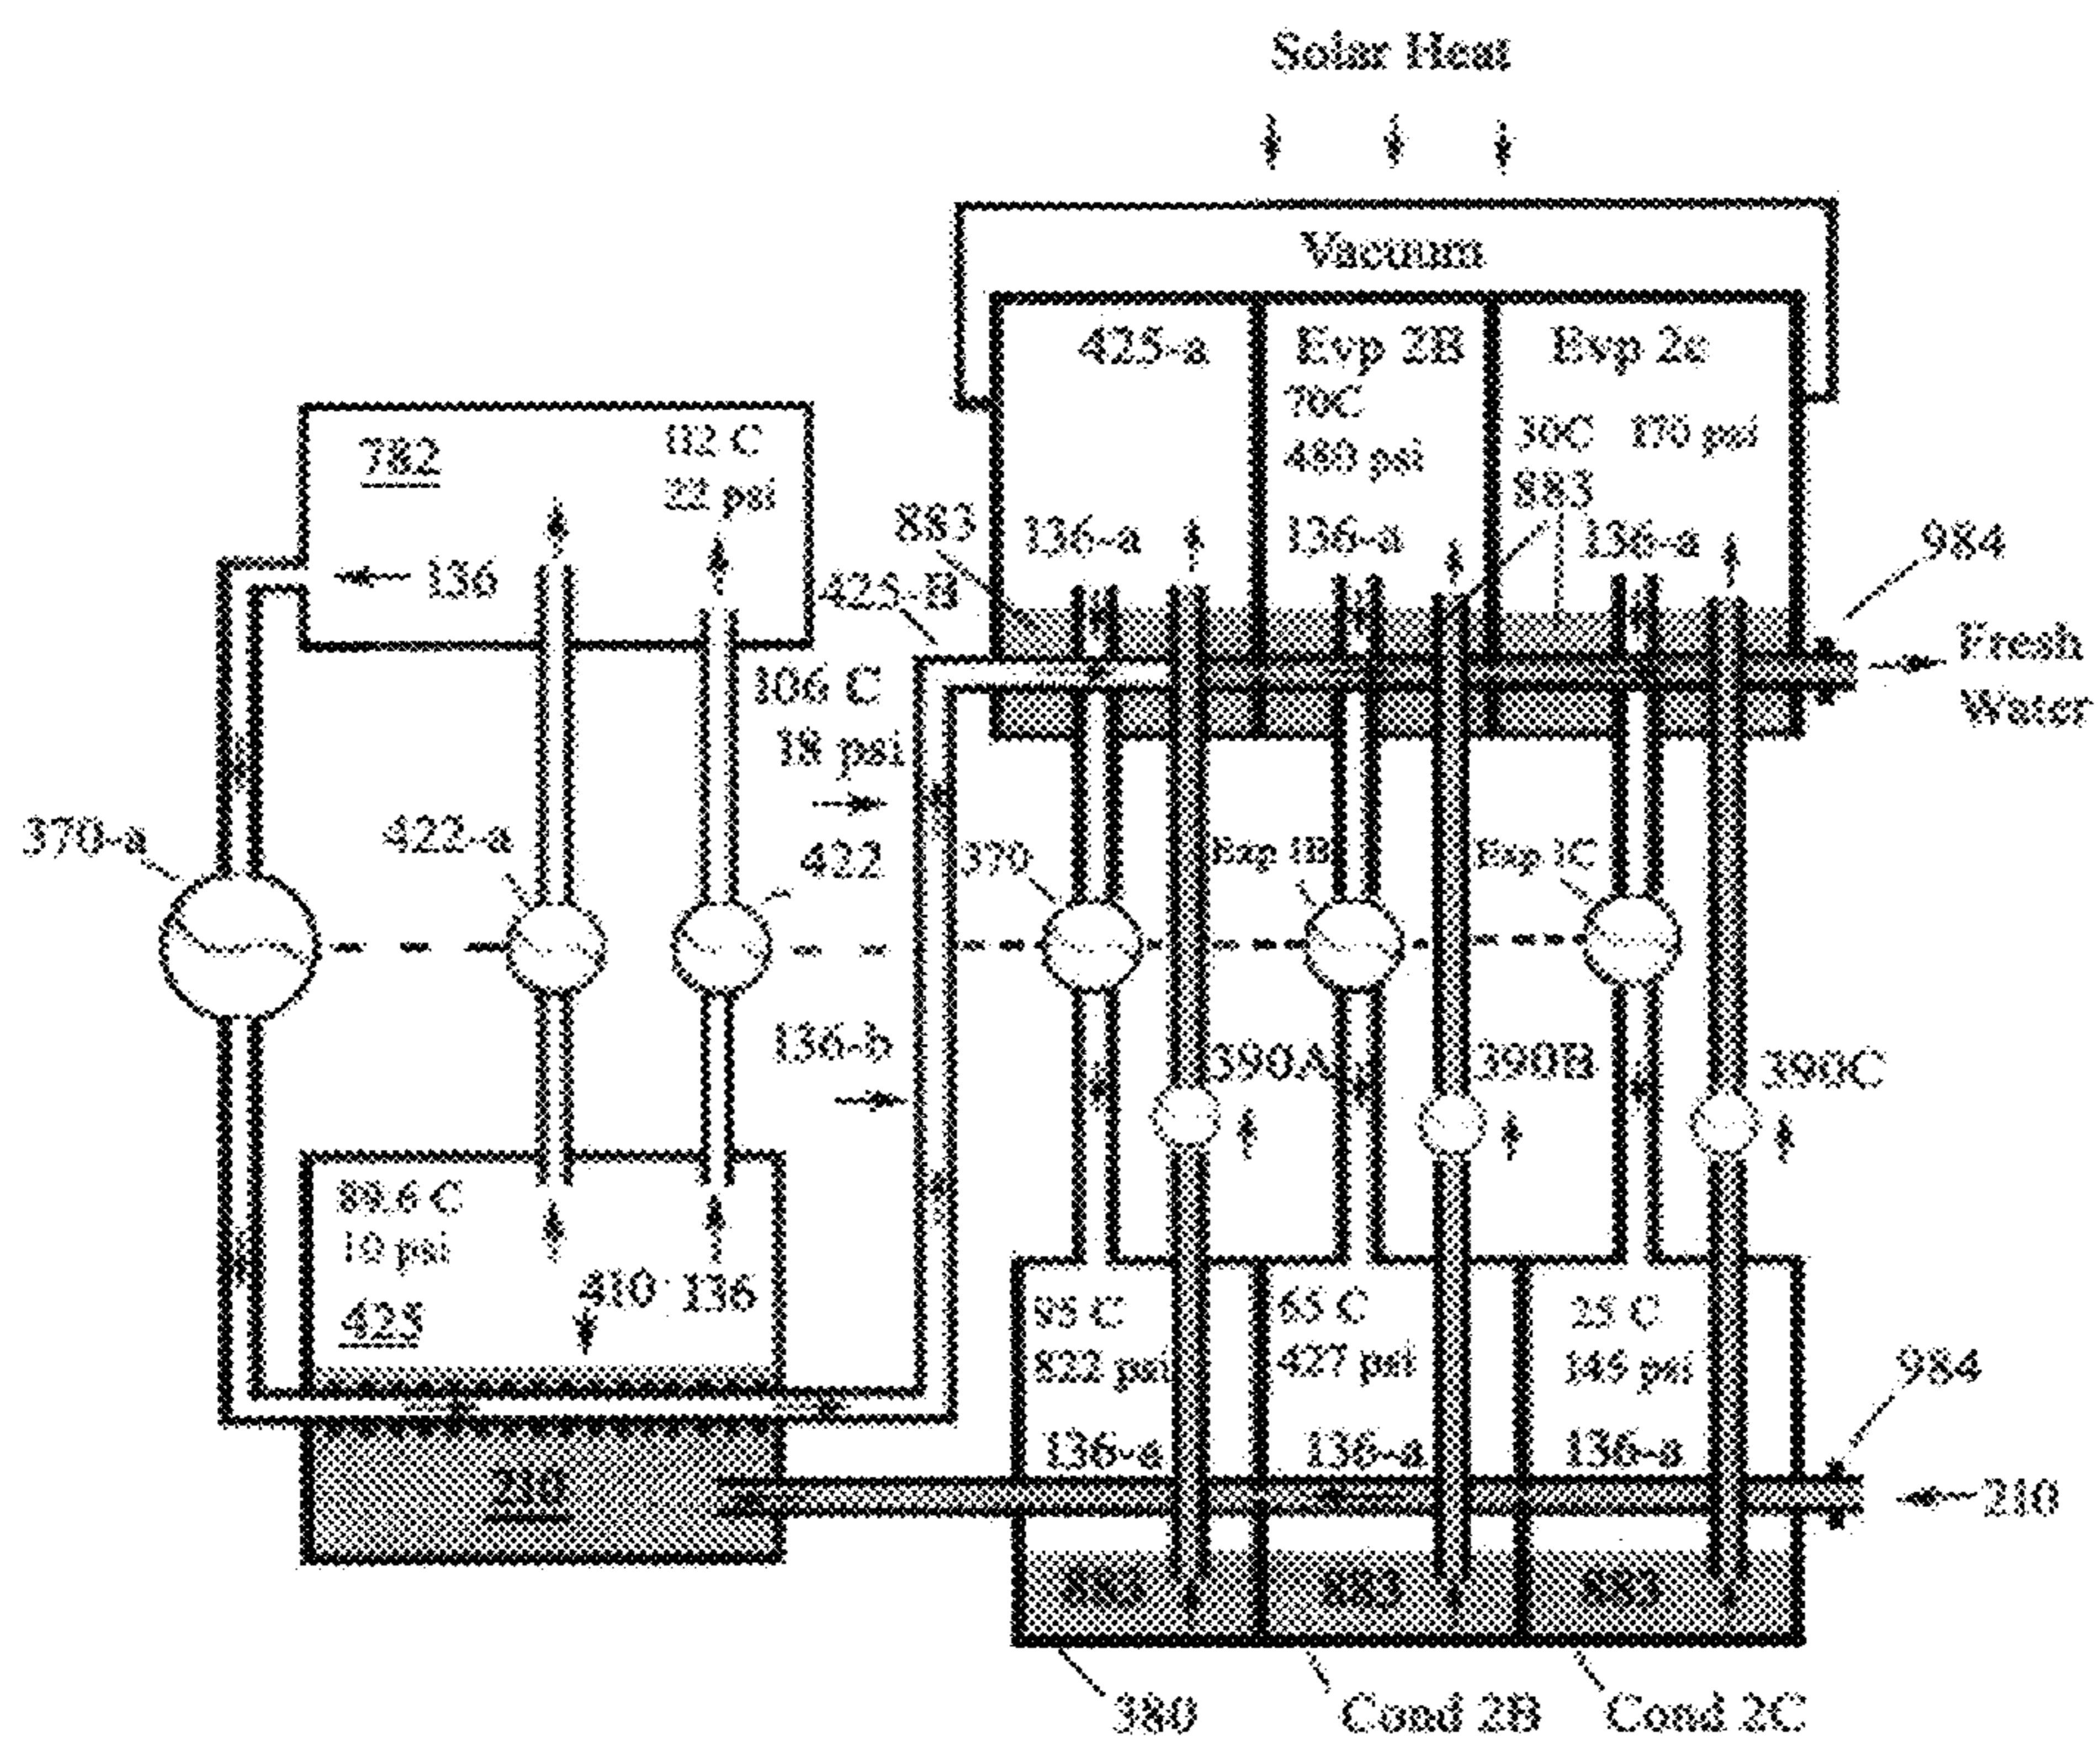 Solar Heat
Vacuum
425-a
Evp 2B
Evp 2c
70C
480 psi
30C
170 psi
883
782
112 C
22 psi
883
136-a
136-a
136-a
984
136
425-B
Fresh
Water
106 C
18 psi
370-a
422-a
422
370
Exp 1B
Exp 1C
136-b
390A
390B
390C
89.6 C
10 psi
410
136
425
95 C
822 psi
65 C
427 psi
25 C
145 psi
984
136-a
136-a
136-a
210
210
883
883
883
380
Cond 2B
Cond 2C